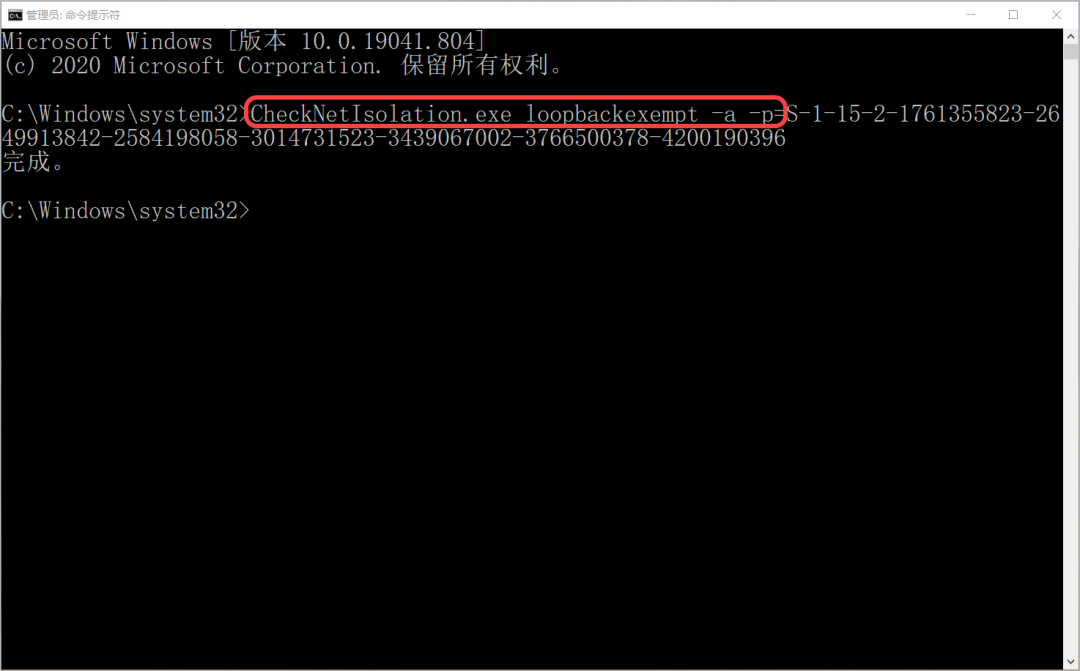 管理员: 命令提示符
Microsoft Windows [版本 10.0.19041.804]
(c) 2020 Microsoft Corporation. 保留所有权利。
C:\Windows\system32>CheckNetIsolation.exe loopbackexempt -a -p=S-1-15-2-1761355823-26
49913842-2584198058-3014731523-3439067002-3766500378-4200190396
完成。
C:\Windows\system32>